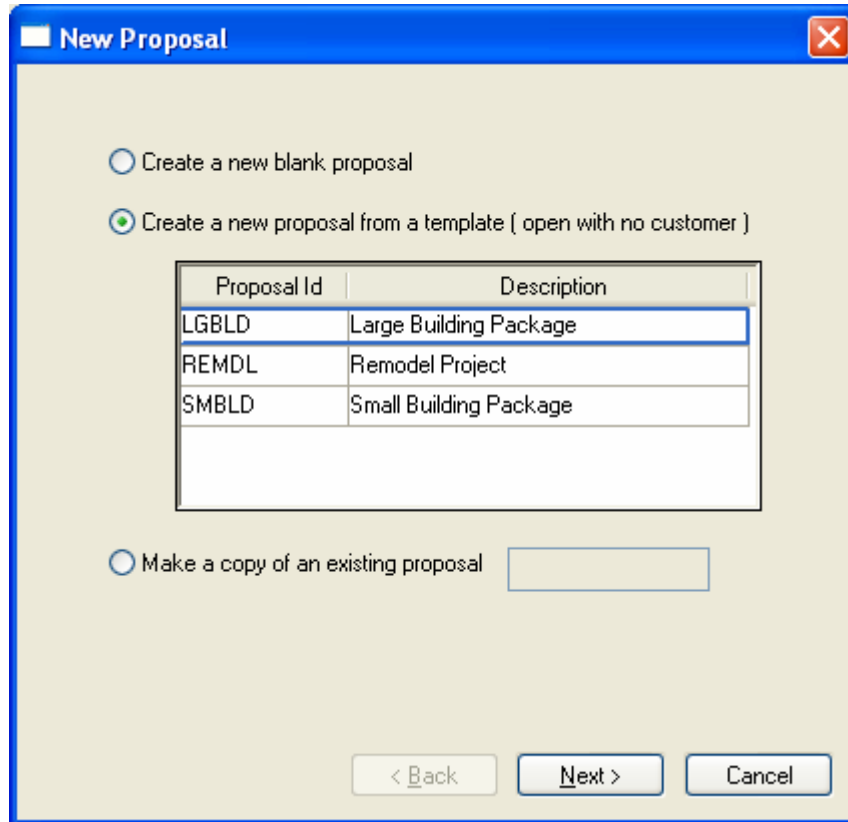 New Proposal
Create a new blank proposal
Create a new proposal from a template ( open with no customer )
Proposal Id Description
LGBLD Large Building Package
REMDL Remodel Project
SMBLD Small Building Package
Make a copy of an existing proposal
< Back Next > Cancel